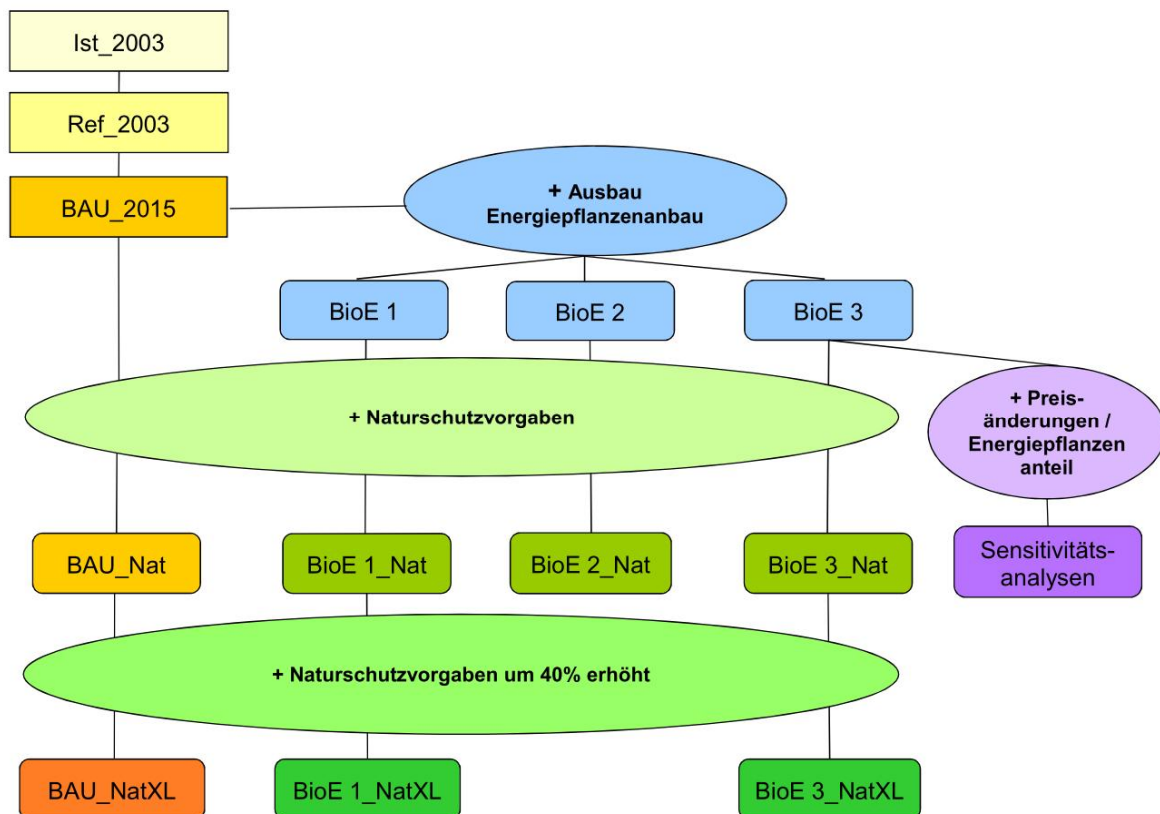 Ist_2003
Ref_2003
BAU_2015
+ Ausbau
Energiepflanzenanbau
BioE 1
BioE 2
BioE 3
+ Naturschutzvorgaben
+ Preis-
änderungen /
Energiepflanzen
anteil
BAU_Nat
BioE 1_Nat
BioE 2_Nat
BioE 3_Nat
Sensitivitäts-
analysen
+ Naturschutzvorgaben um 40% erhöht
BAU_NatXL
BioE 1_NatXL
BioE 3_NatXL